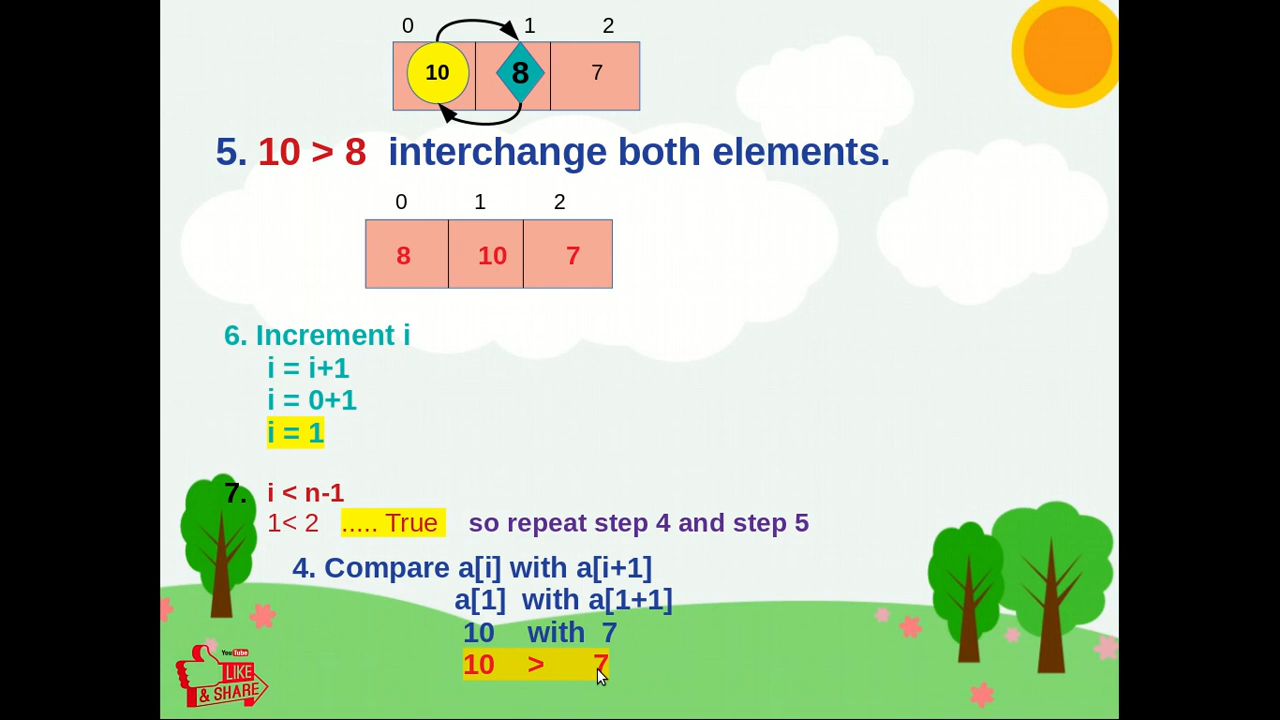 0 1 2
10 8 7
5. 10 > 8 interchange both elements.
0 1 2
8 10 7
6. Increment i
i = i+1
i = 0+1
i = 1
7. i < n-1
1< 2 ..... True so repeat step 4 and step 5
4. Compare a[i] with a[i+1]
a[1] with a[1+1]
10 with 7
10 > 7
YouTube
LIKE
& SHARE